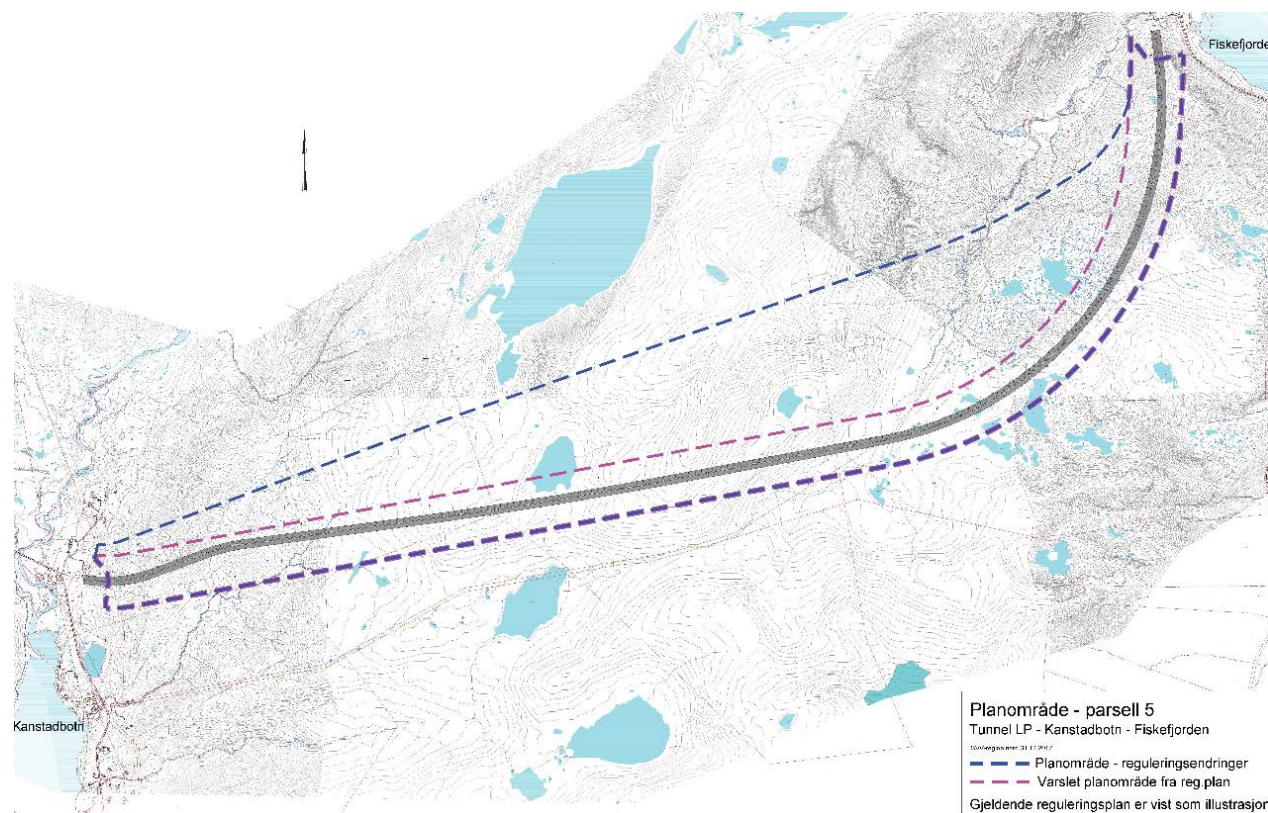 Fiskefjorde
Kanstadbotn
Planområde - parsell 5
Tunnel LP - Kanstadbotn - Fiskefjorden
Planområde - reguleringsendringer
Varslet planområde fra reg.plan
Gjeldende reguleringsplan er vist som illustrasjon